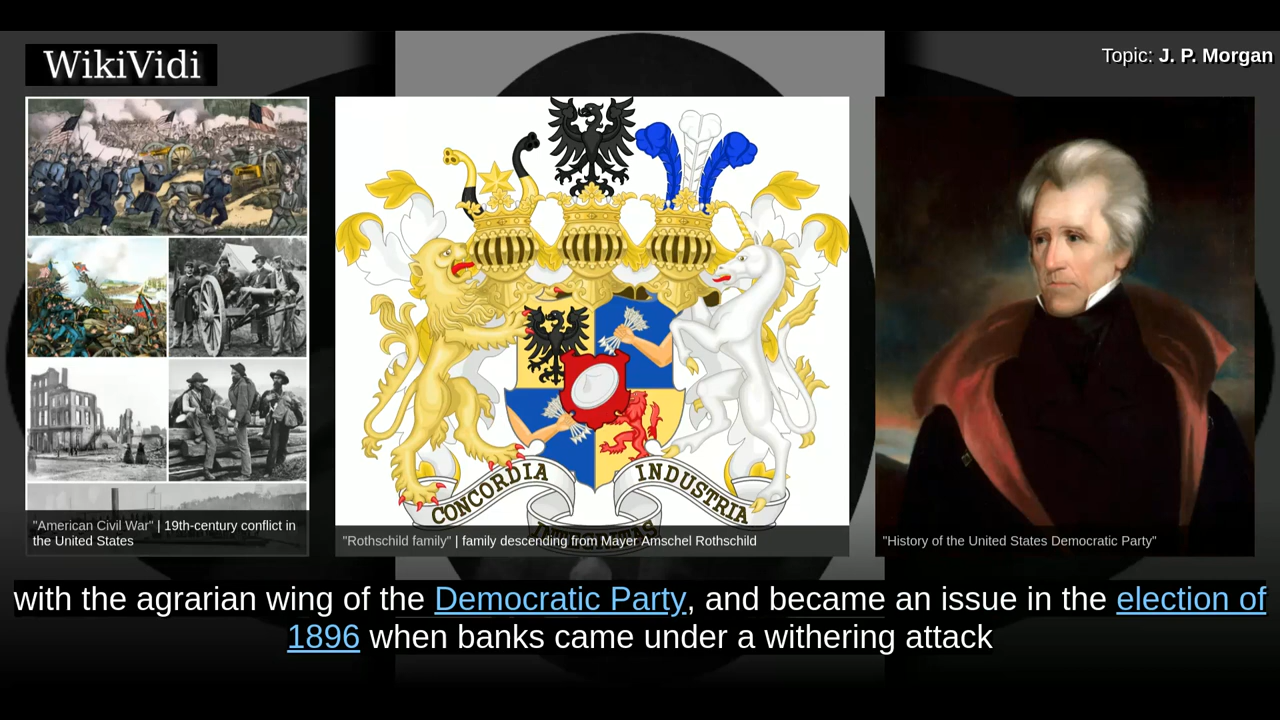 WikiVidi
Topic: J. P. Morgan
CONCORDIA
INDUSTRIA
INTEGRITAS
"American Civil War" | 19th-century conflict in
the United States
"Rothschild family" | family descending from Mayer Amschel Rothschild
"History of the United States Democratic Party"
with the agrarian wing of the Democratic Party, and became an issue in the election of
1896 when banks came under a withering attack